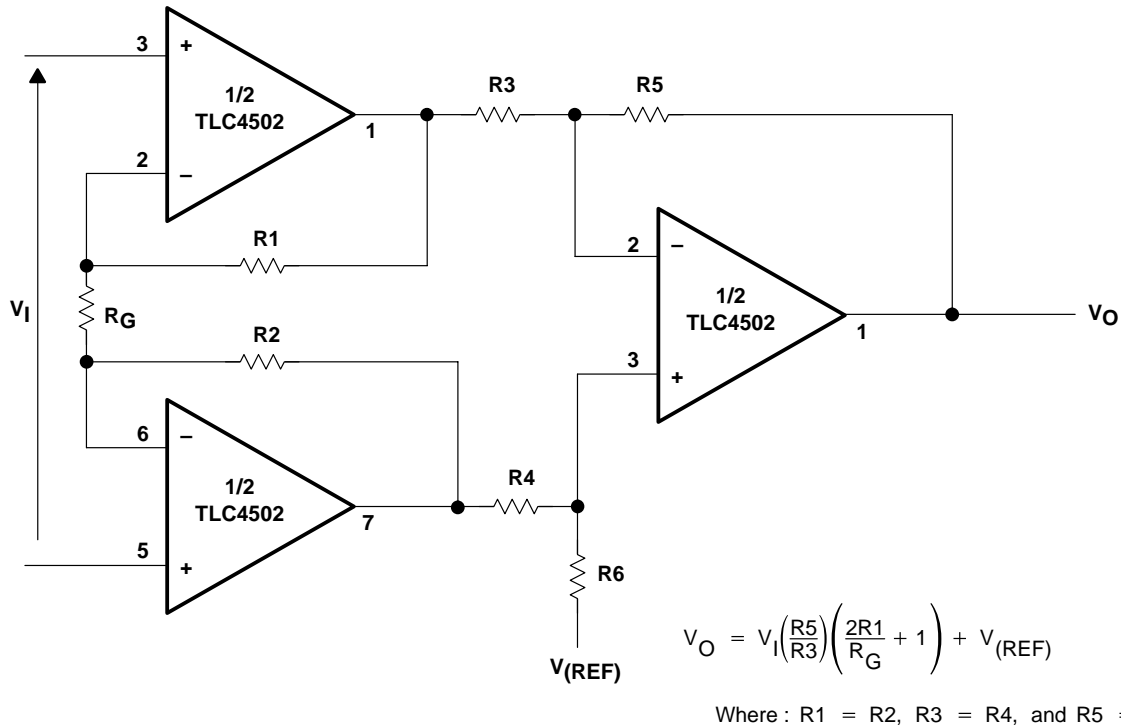 3
+
1/2
TLC4502
1
2
–
R3
R5
R1
RG
VI
R2
2
–
1/2
TLC4502
1
3
+
VO
6
–
1/2
TLC4502
7
5
+
R4
R6
V(REF)
VO = VI(R5/R3)(2R1/RG + 1) + V(REF)
Where : R1 = R2, R3 = R4, and R5 =